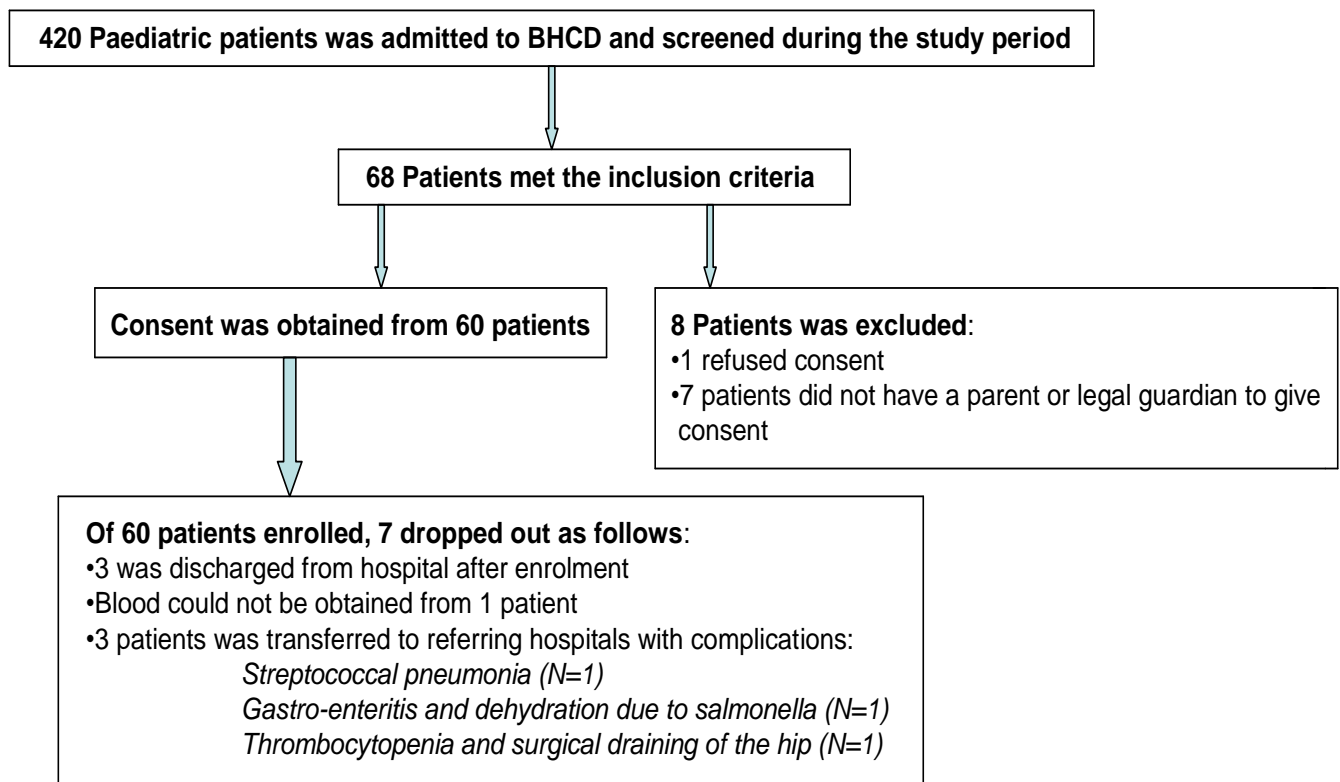 420 Paediatric patients was admitted to BHCD and screened during the study period
68 Patients met the inclusion criteria
Consent was obtained from 60 patients
8 Patients was excluded:
•1 refused consent
•7 patients did not have a parent or legal guardian to give
consent
Of 60 patients enrolled, 7 dropped out as follows:
•3 was discharged from hospital after enrolment
•Blood could not be obtained from 1 patient
•3 patients was transferred to referring hospitals with complications:
Streptococcal pneumonia (N=1)
Gastro-enteritis and dehydration due to salmonella (N=1)
Thrombocytopenia and surgical draining of the hip (N=1)